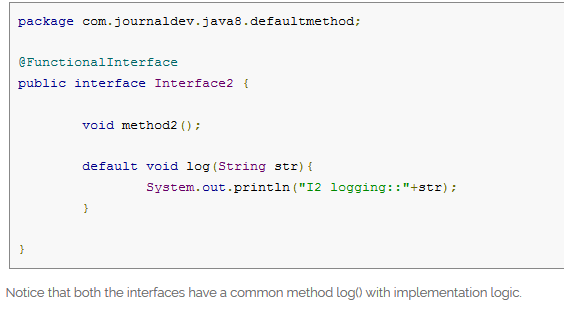 package com.journaldev.java8.defaultmethod;
@FunctionalInterface
public interface Interface2 {
void method2();
default void log(String str){
System.out.println("I2 logging::"+str);
}
}
Notice that both the interfaces have a common method log() with implementation logic.